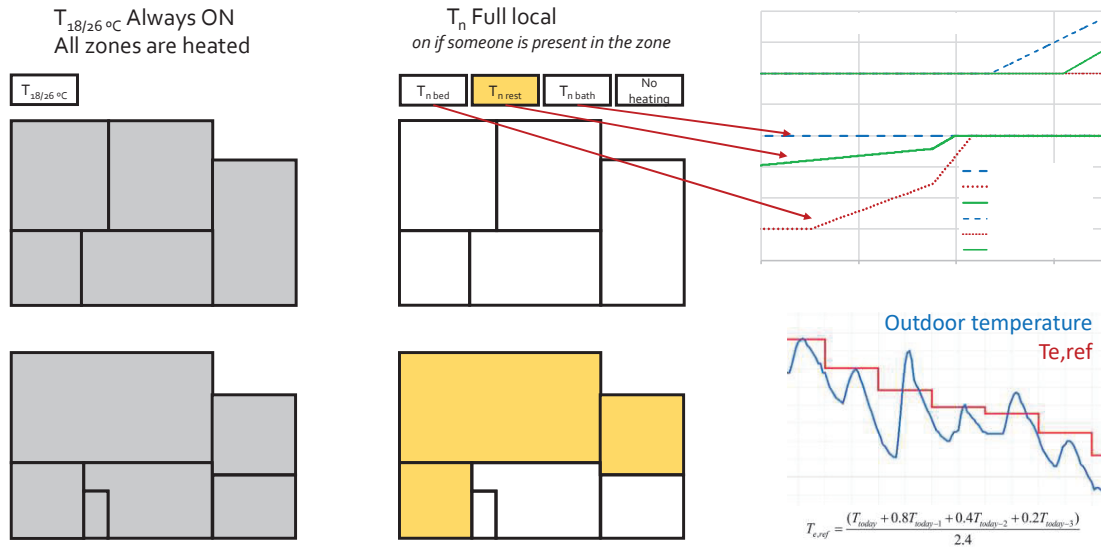 T18/26 ºC Always ON
All zones are heated
T18/26 ºC
Tn Full local
on if someone is present in the zone
Tn bed
Tn rest
Tn bath
No
heating
Outdoor temperature
Te,ref
Te,ref = (Ttoday + 0.8Ttoday−1 + 0.4Ttoday−2 + 0.2Ttoday−3)
2.4